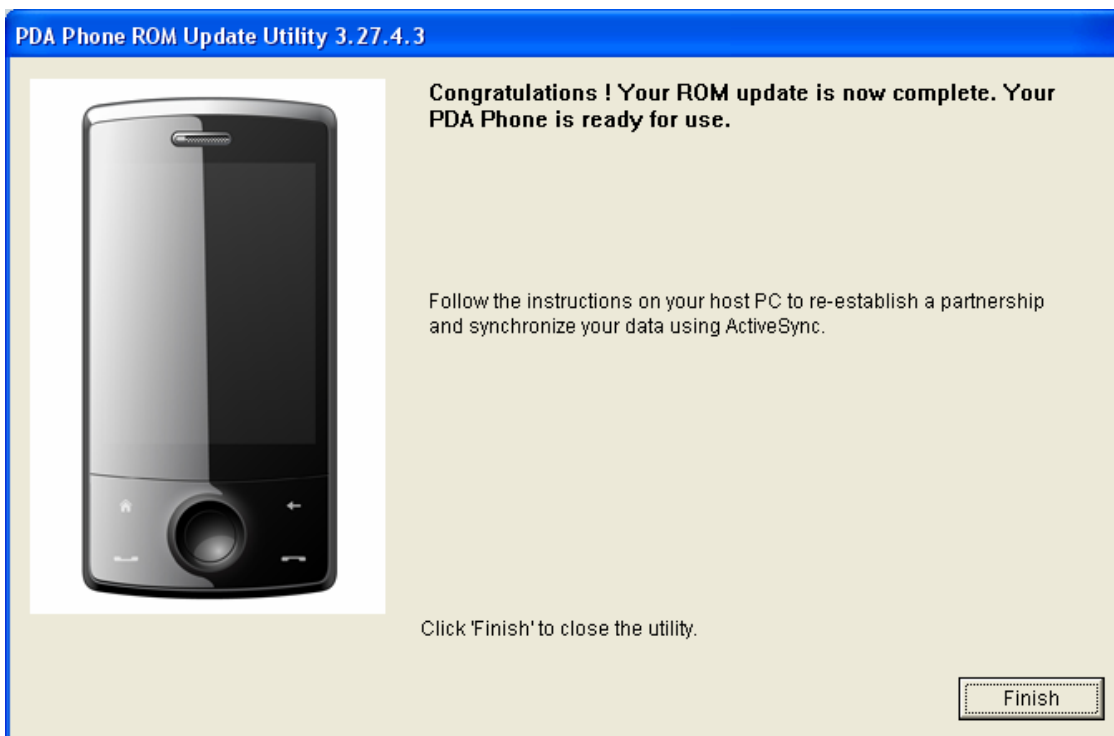 PDA Phone ROM Update Utility 3.27.4.3
Congratulations ! Your ROM update is now complete. Your
PDA Phone is ready for use.
Follow the instructions on your host PC to re-establish a partnership
and synchronize your data using ActiveSync.
Click 'Finish' to close the utility.
Finish